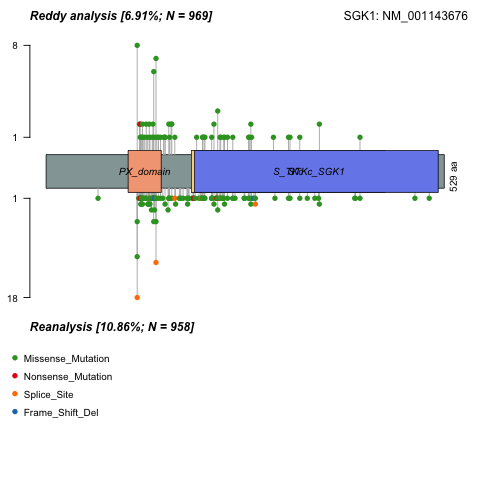 Reddy analysis [6.91%; N = 969]
SGK1: NM_001143676
8
1
PX_domain
STKc_SGK1
529 aa
1
18
Reanalysis [10.86%; N = 958]
Missense_Mutation
Nonsense_Mutation
Splice_Site
Frame_Shift_Del